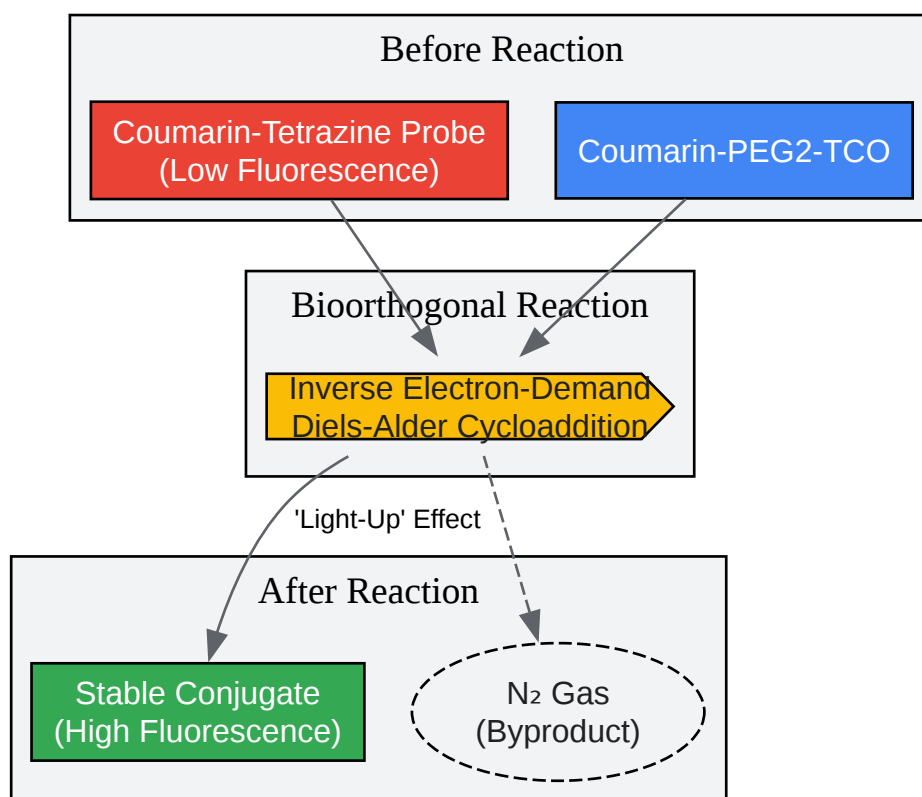 Before Reaction
Coumarin-Tetrazine Probe
(Low Fluorescence)
Coumarin-PEG2-TCO
Bioorthogonal Reaction
Inverse Electron-Demand
Diels-Alder Cycloaddition
'Light-Up' Effect
After Reaction
Stable Conjugate
(High Fluorescence)
N₂ Gas
(Byproduct)